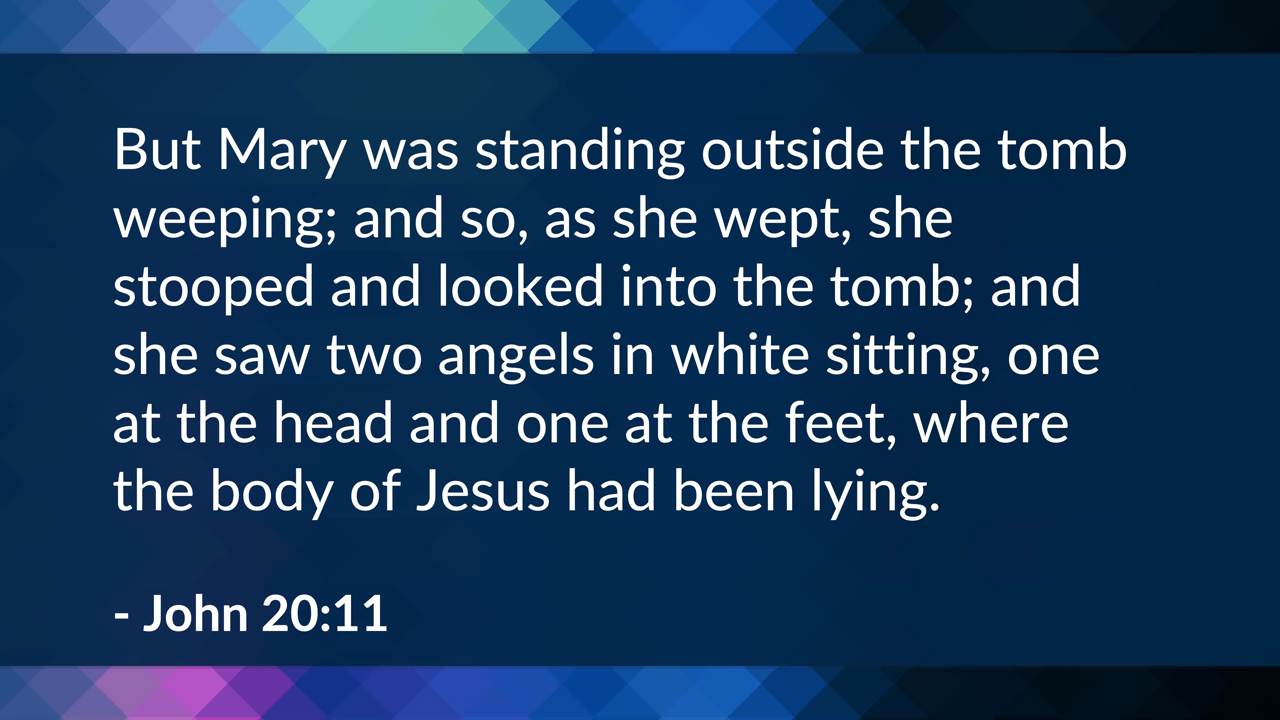 But Mary was standing outside the tomb
weeping; and so, as she wept, she
stooped and looked into the tomb; and
she saw two angels in white sitting, one
at the head and one at the feet, where
the body of Jesus had been lying.
- John 20:11